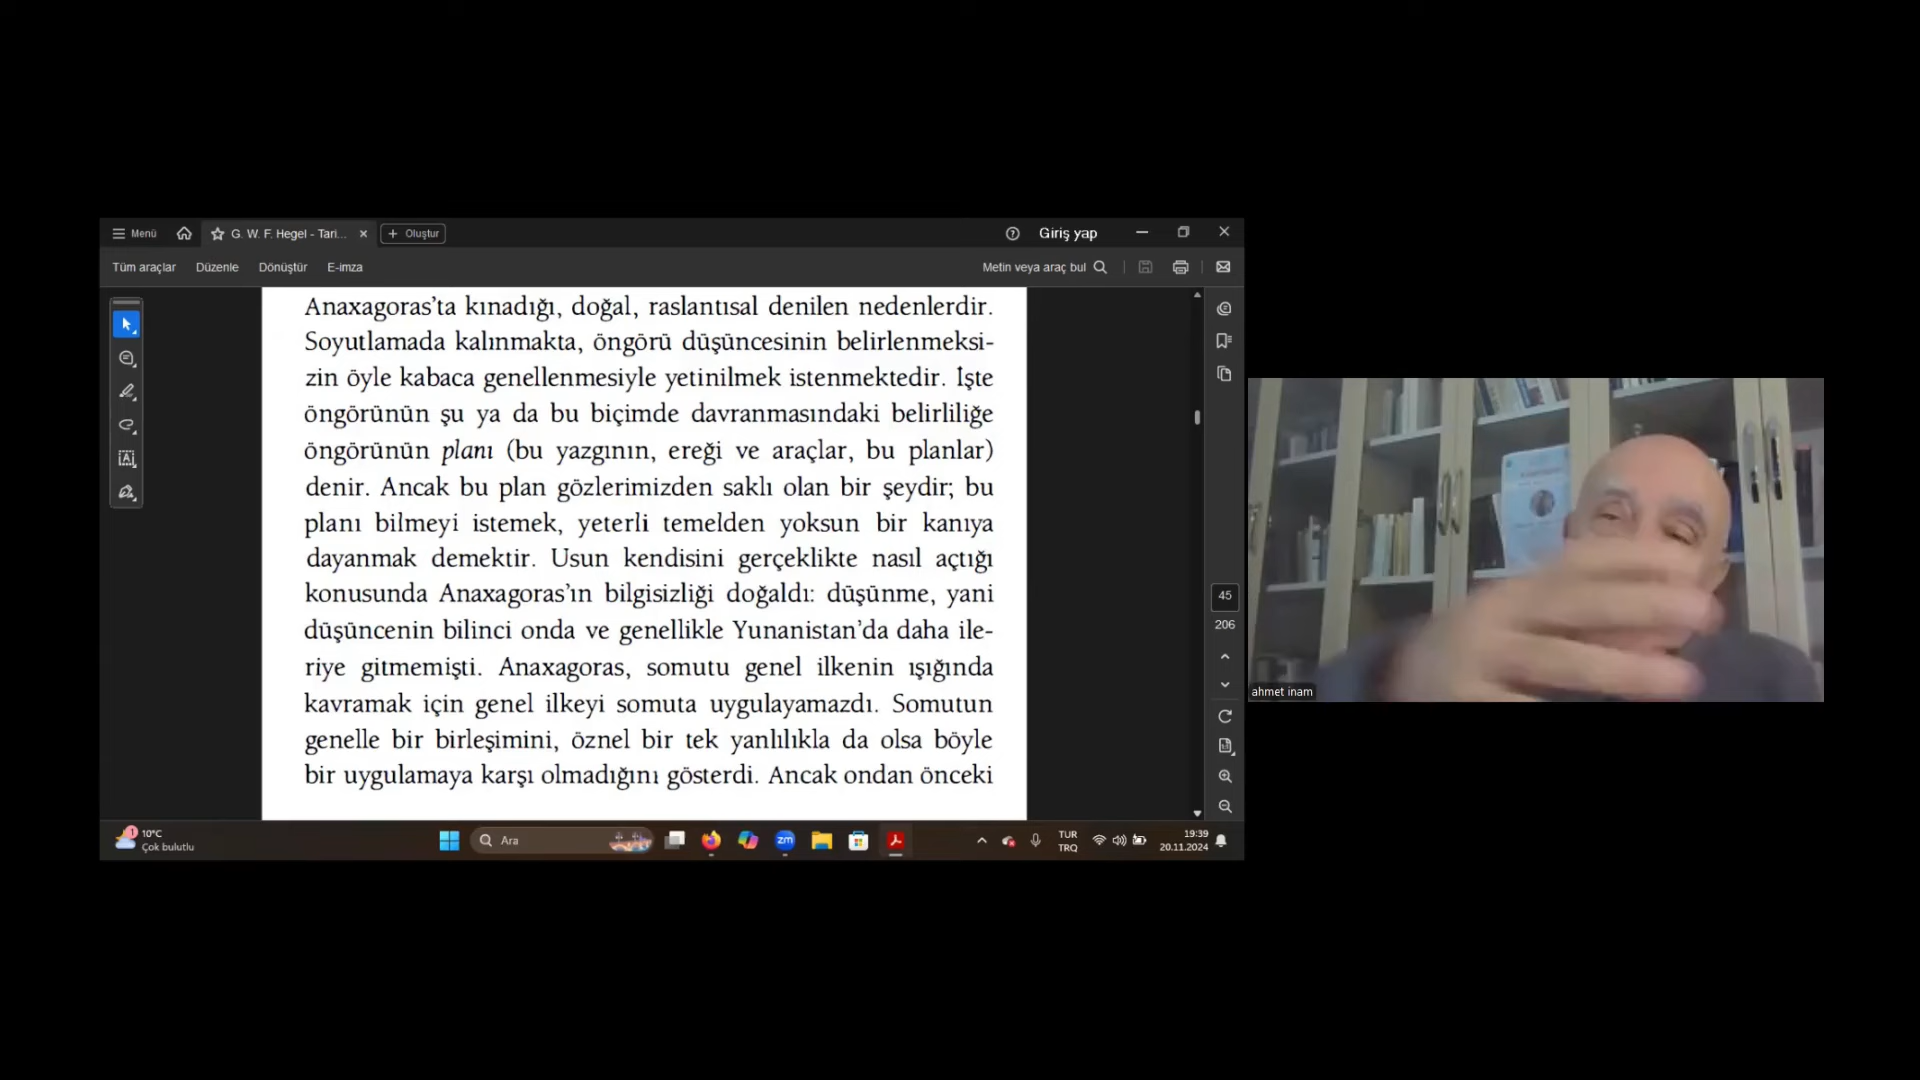 Menü
G. W. F. Hegel - Tari...
Oluştur
Giriş yap
Tüm araçlar
Düzenle
Dönüştür
E-imza
Metin veya araç bul
Anaxagoras'ta kınadığı, doğal, raslantısal denilen nedenlerdir.
Soyutlamada kalınmakta, öngörü düşüncesinin belirlenmeksi-
zin öyle kabaca genellenmesiyle yetinilmek istenmektedir. İşte
öngörünün şu ya da bu biçimde davranmasındaki belirliliğe
öngörünün planı (bu yazgının, ereği ve araçlar, bu planlar)
denir. Ancak bu plan gözlerimizden saklı olan bir şeydir; bu
planı bilmeyi istemek, yeterli temelden yoksun bir kanıya
dayanmak demektir. Usun kendisini gerçeklikte nasıl açtığı
konusunda Anaxagoras'ın bilgisizliği doğaldı: düşünme, yani
düşüncenin bilinci onda ve genellikle Yunanistan'da daha ile-
riye gitmemişti. Anaxagoras, somutu genel ilkenin ışığında
kavramak için genel ilkeyi somuta uygulayamazdı. Somutun
genelle bir birleşimini, öznel bir tek yanlılıkla da olsa böyle
bir uygulamaya karşı olmadığını gösterdi. Ancak ondan önceki
45
206
ahmet inam
1
10°C
Çok bulutlu
Ara
zm
TUR
TRQ
19:39
20.11.2024